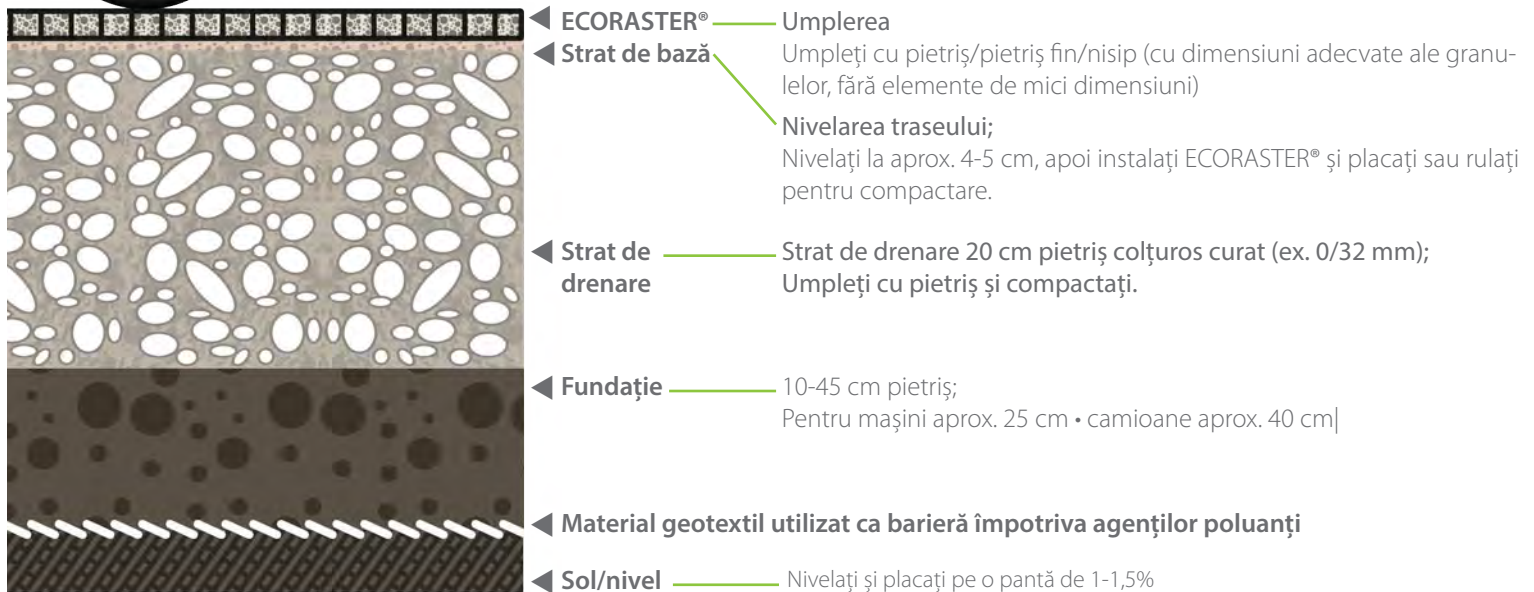 ECORASTER® Umplerea
Strat de bază Umpleți cu pietriș/pietriș fin/nisip (cu dimensiuni adecvate ale granu-
lelor, fără elemente de mici dimensiuni)
Nivelarea traseului;
Nivelați la aprox. 4-5 cm, apoi instalați ECORASTER® și placați sau rulați
pentru compactare.
Strat de Strat de drenare 20 cm pietriș colțuros curat (ex. 0/32 mm);
drenare Umpleți cu pietriș și compactați.
Fundație 10-45 cm pietriș;
Pentru mașini aprox. 25 cm • camioane aprox. 40 cm|
Material geotextil utilizat ca barieră împotriva agenților poluanți
Sol/nivel Nivelați și placați pe o pantă de 1-1,5%